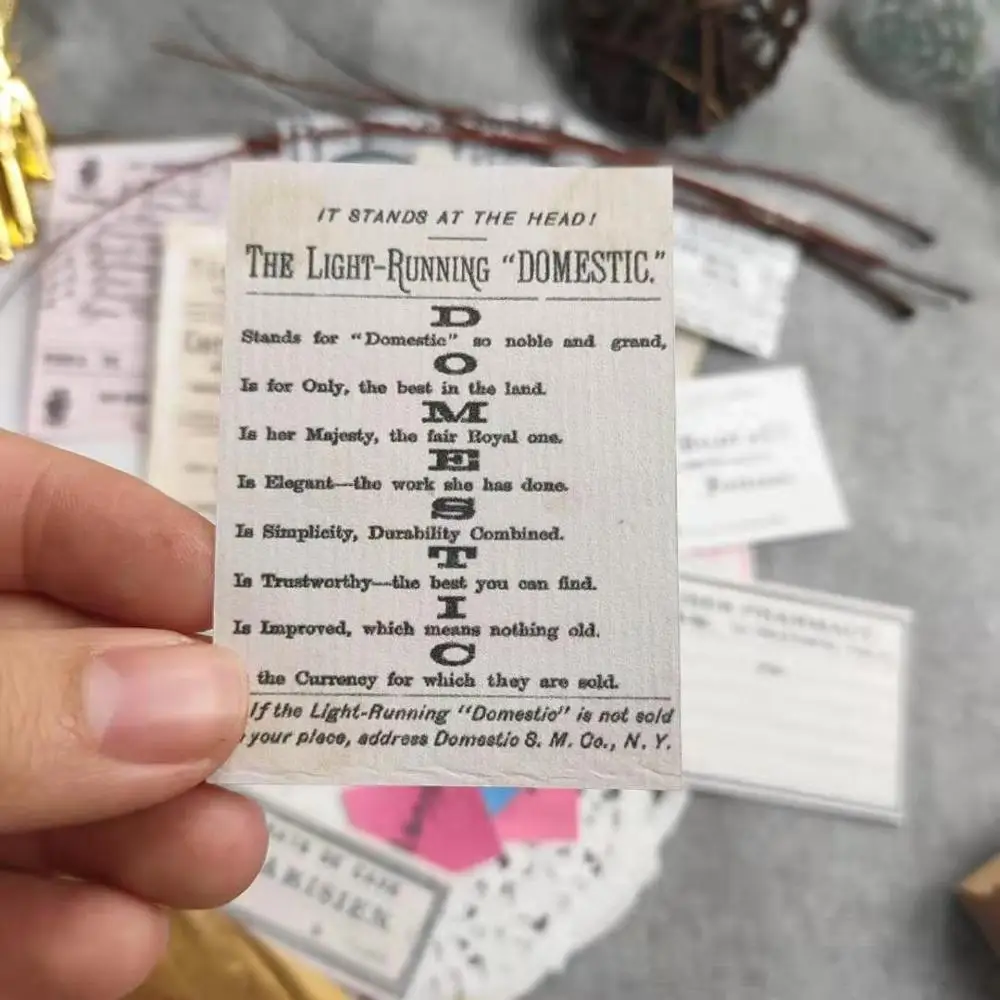 IT STANDS AT THE HEAD!
THE LIGHT-RUNNING "DOMESTIC."
D
Stands for "Domestic" so noble and grand,
O
Is for Only, the best in the land.
M
Is her Majesty, the fair Royal one.
E
Is Elegant—the work she has done.
S
Is Simplicity, Durability Combined.
T
Is Trustworthy—the best you can find.
I
Is Improved, which means nothing old.
C
the Currency for which they are sold.
If the Light-Running "Domestic" is not sold
your place, address Domestic S. M. Co., N. Y.